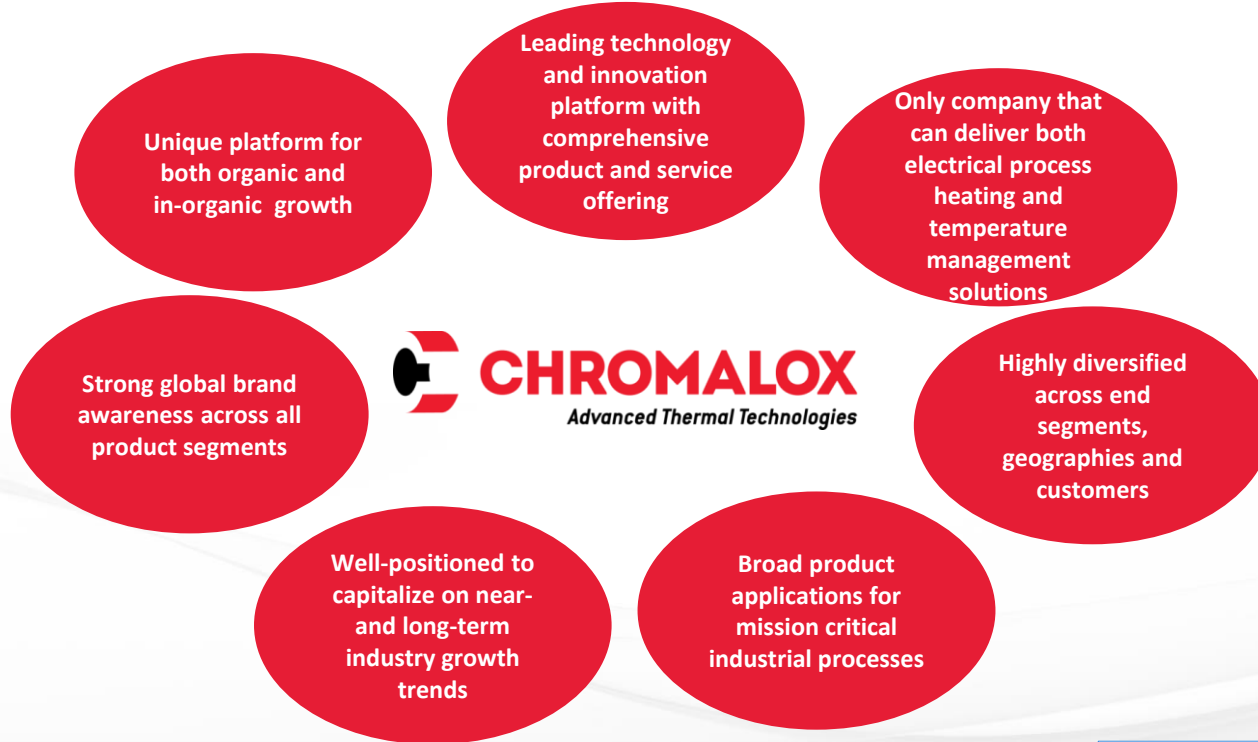 Leading technology
and innovation
platform with
comprehensive
product and service
offering
Only company that
can deliver both
electrical process
heating and
temperature
management
solutions
Highly diversified
across end
segments,
geographies and
customers
Broad product
applications for
mission critical
industrial processes
Well-positioned to
capitalize on near-
and long-term
industry growth
trends
Strong global brand
awareness across all
product segments
Unique platform for
both organic and
in-organic growth
CHROMALOX
Advanced Thermal Technologies